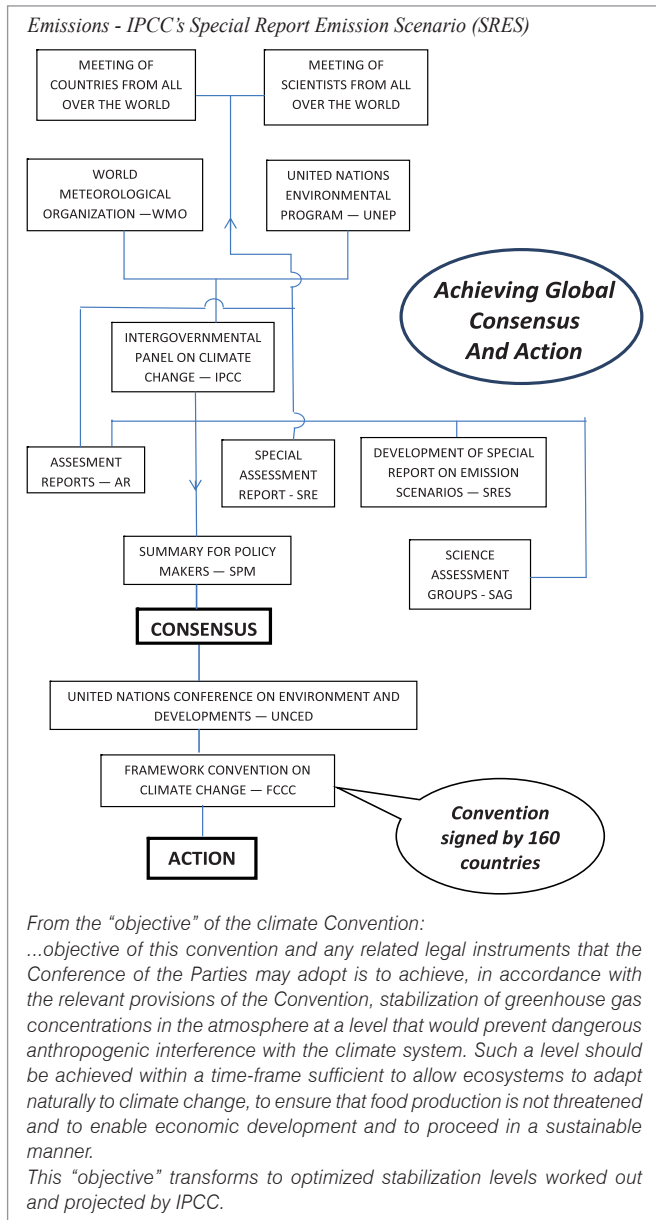 Emissions - IPCC's Special Report Emission Scenario (SRES)
MEETING OF
COUNTRIES FROM ALL
OVER THE WORLD
MEETING OF
SCIENTISTS FROM ALL
OVER THE WORLD
WORLD
METEOROLOGICAL
ORGANIZATION —WMO
UNITED NATIONS
ENVIRONMENTAL
PROGRAM — UNEP
Achieving Global
Consensus
And Action
INTERGOVERNMENTAL
PANEL ON CLIMATE
CHANGE — IPCC
ASSESMENT
REPORTS — AR
SPECIAL
ASSESSMENT
REPORT - SRE
DEVELOPMENT OF SPECIAL
REPORT ON EMISSION
SCENARIOS — SRES
SUMMARY FOR POLICY
MAKERS — SPM
SCIENCE
ASSESSMENT
GROUPS - SAG
CONSENSUS
UNITED NATIONS CONFERENCE ON ENVIRONMENT AND
DEVELOPMENTS — UNCED
FRAMEWORK CONVENTION ON
CLIMATE CHANGE — FCCC
Convention
signed by 160
countries
ACTION
From the “objective” of the climate Convention:
...objective of this convention and any related legal instruments that the
Conference of the Parties may adopt is to achieve, in accordance with
the relevant provisions of the Convention, stabilization of greenhouse gas
concentrations in the atmosphere at a level that would prevent dangerous
anthropogenic interference with the climate system. Such a level should
be achieved within a time-frame sufficient to allow ecosystems to adapt
naturally to climate change, to ensure that food production is not threatened
and to enable economic development and to proceed in a sustainable
manner.
This “objective” transforms to optimized stabilization levels worked out
and projected by IPCC.